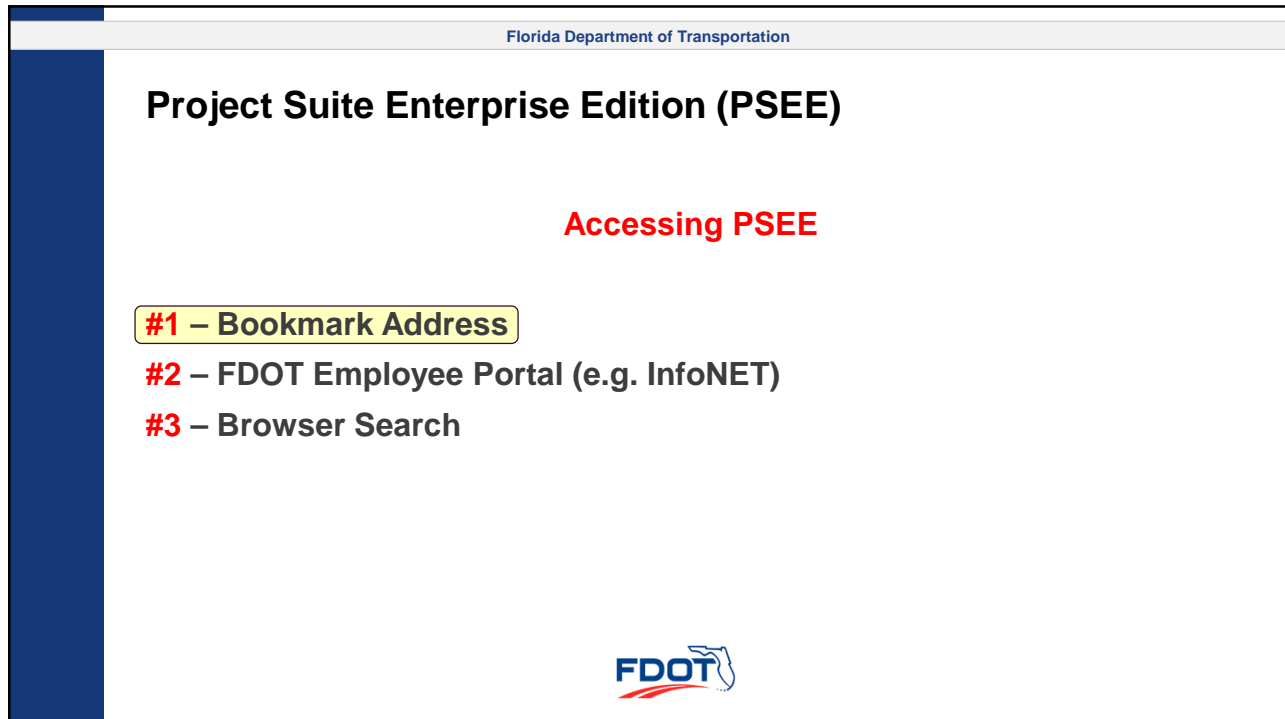 Florida Department of Transportation
Project Suite Enterprise Edition (PSEE)
Accessing PSEE
#1 – Bookmark Address
#2 – FDOT Employee Portal (e.g. InfoNET)
#3 – Browser Search
FDOT